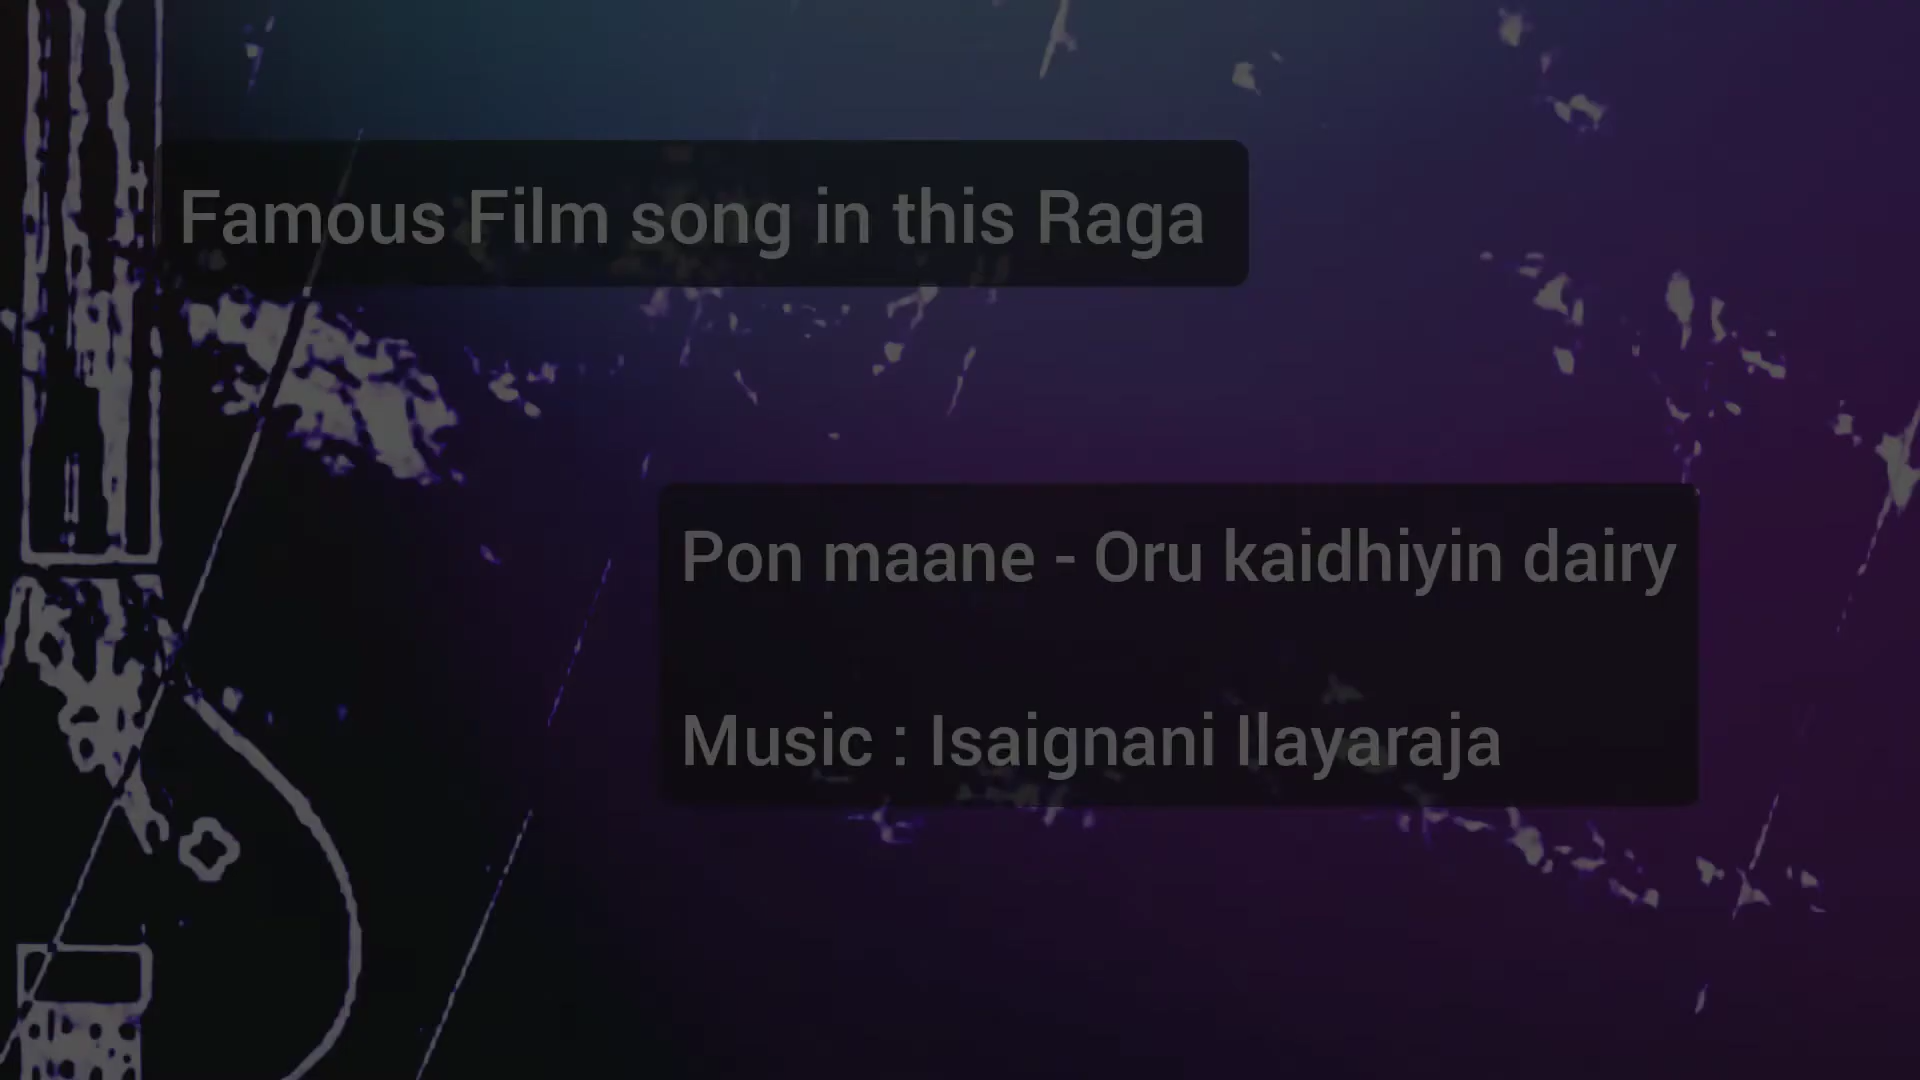 Famous Film song in this Raga
Pon maane - Oru kaidhiyin dairy
Music : Isaignani Ilayaraja